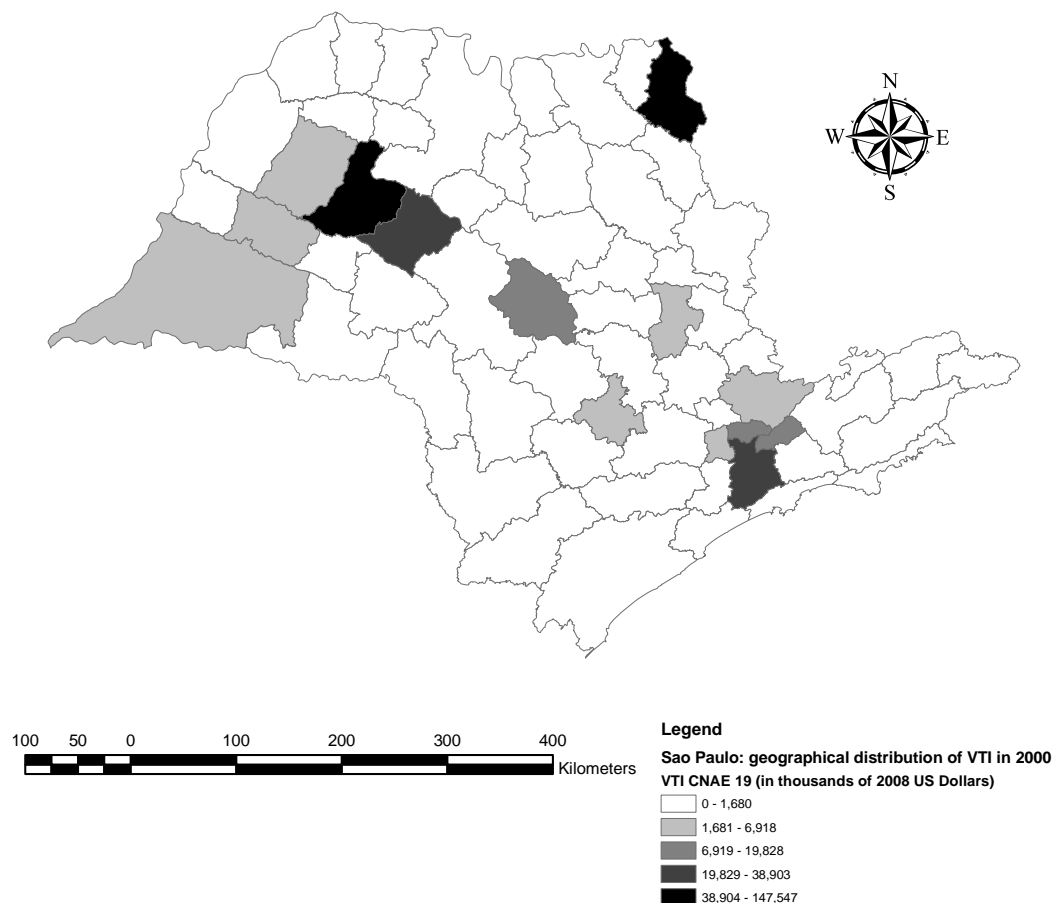 N
W E
S
100 50 0 100 200 300 400
Kilometers
Legend
Sao Paulo: geographical distribution of VTI in 2000
VTI CNAE 19 (in thousands of 2008 US Dollars)
0 - 1,680
1,681 - 6,918
6,919 - 19,828
19,829 - 38,903
38,904 - 147,547